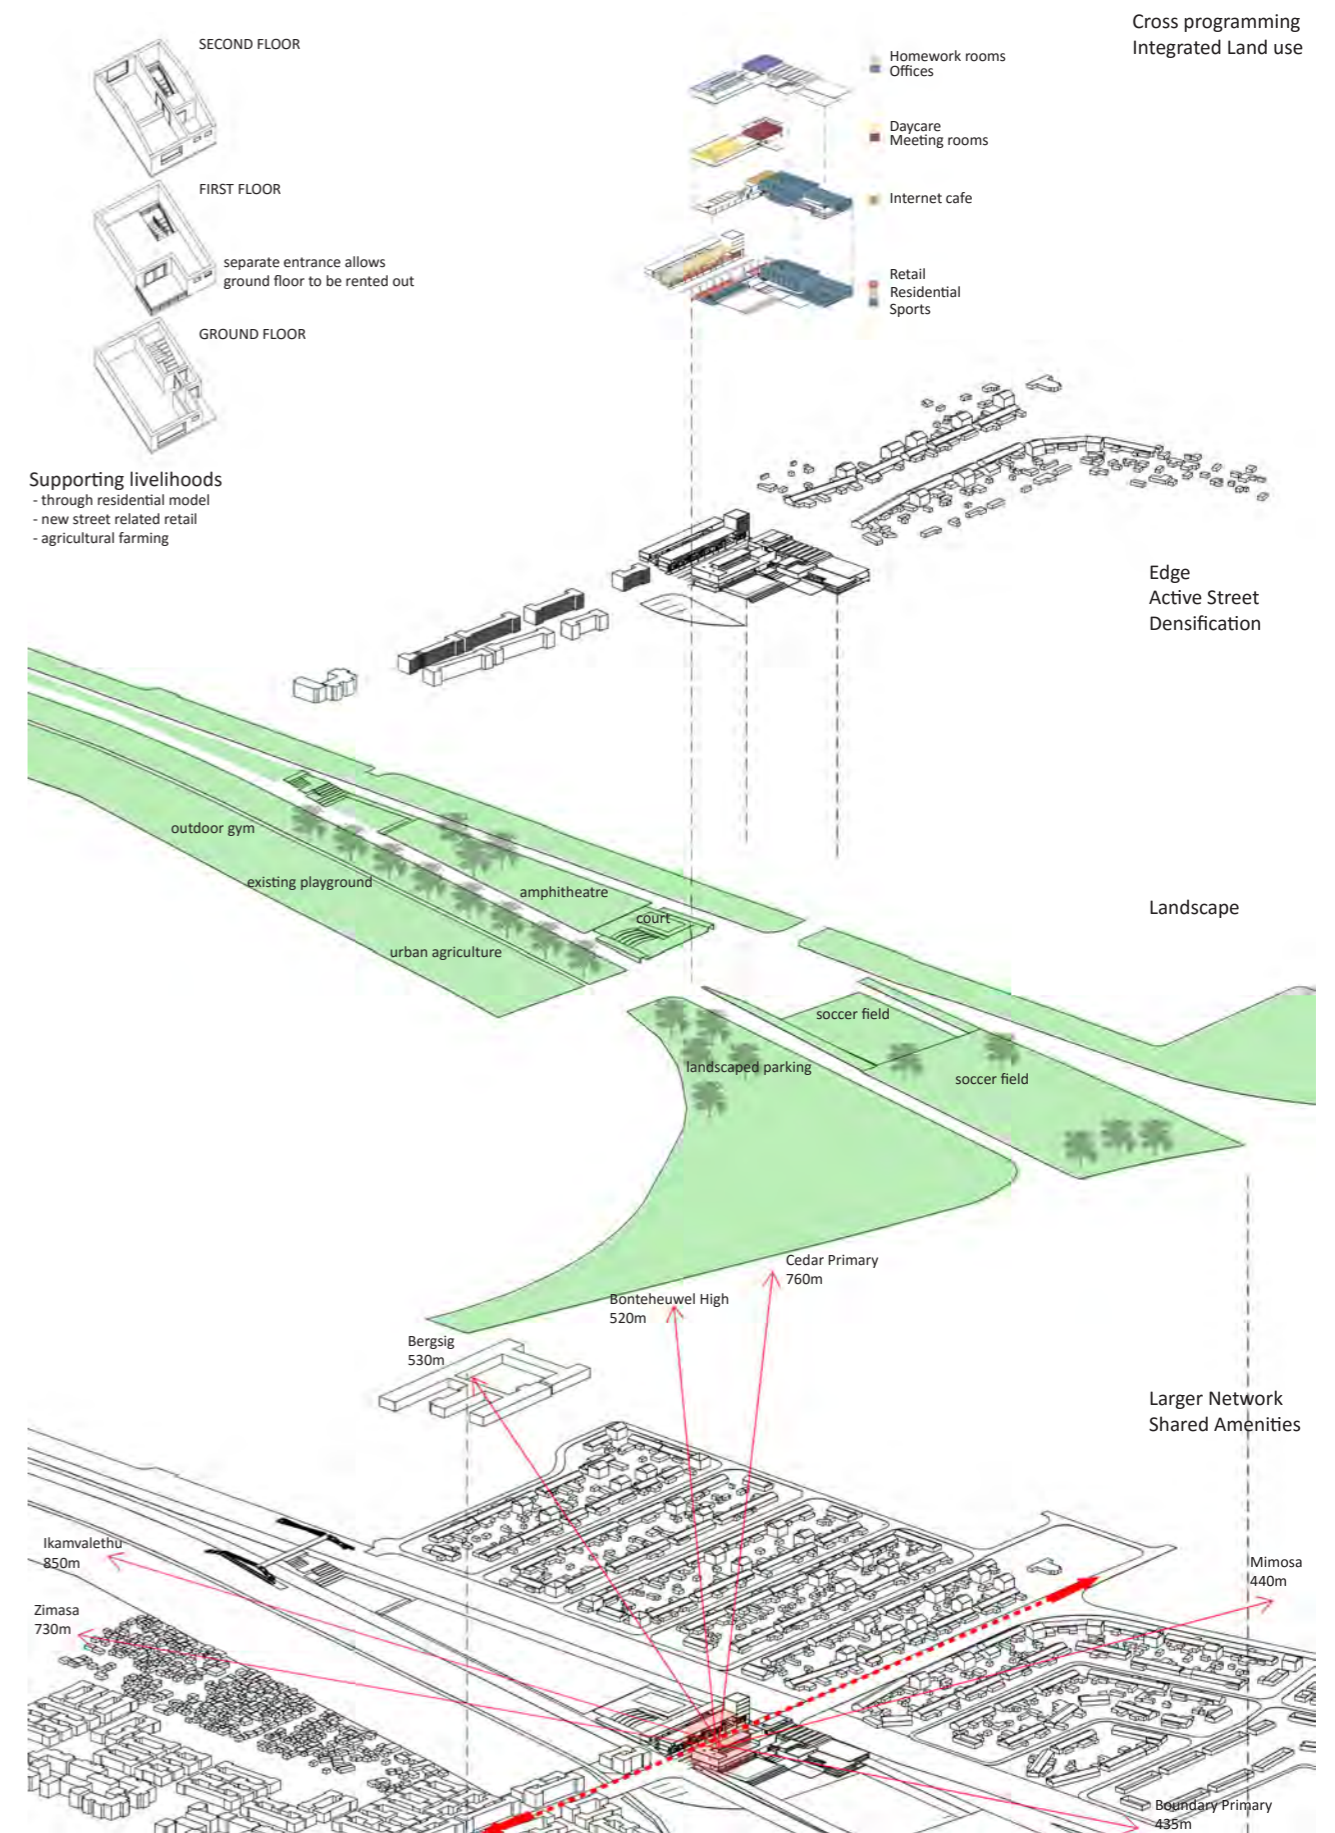 Cross programming
Integrated Land use
SECOND FLOOR
Homework rooms
Offices
Daycare
Meeting rooms
FIRST FLOOR
Internet cafe
separate entrance allows
ground floor to be rented out
Retail
Residential
Sports
GROUND FLOOR
Supporting livelihoods
- through residential model
- new street related retail
- agricultural farming
Edge
Active Street
Densification
outdoor gym
existing playground
amphitheatre
court
urban agriculture
Landscape
soccer field
landscaped parking
soccer field
Cedar Primary
760m
Bonteheuwel High
520m
Bergsig
530m
Larger Network
Shared Amenities
Ikamvalethu
850m
Mimosa
440m
Zimasa
730m
Boundary Primary
435m